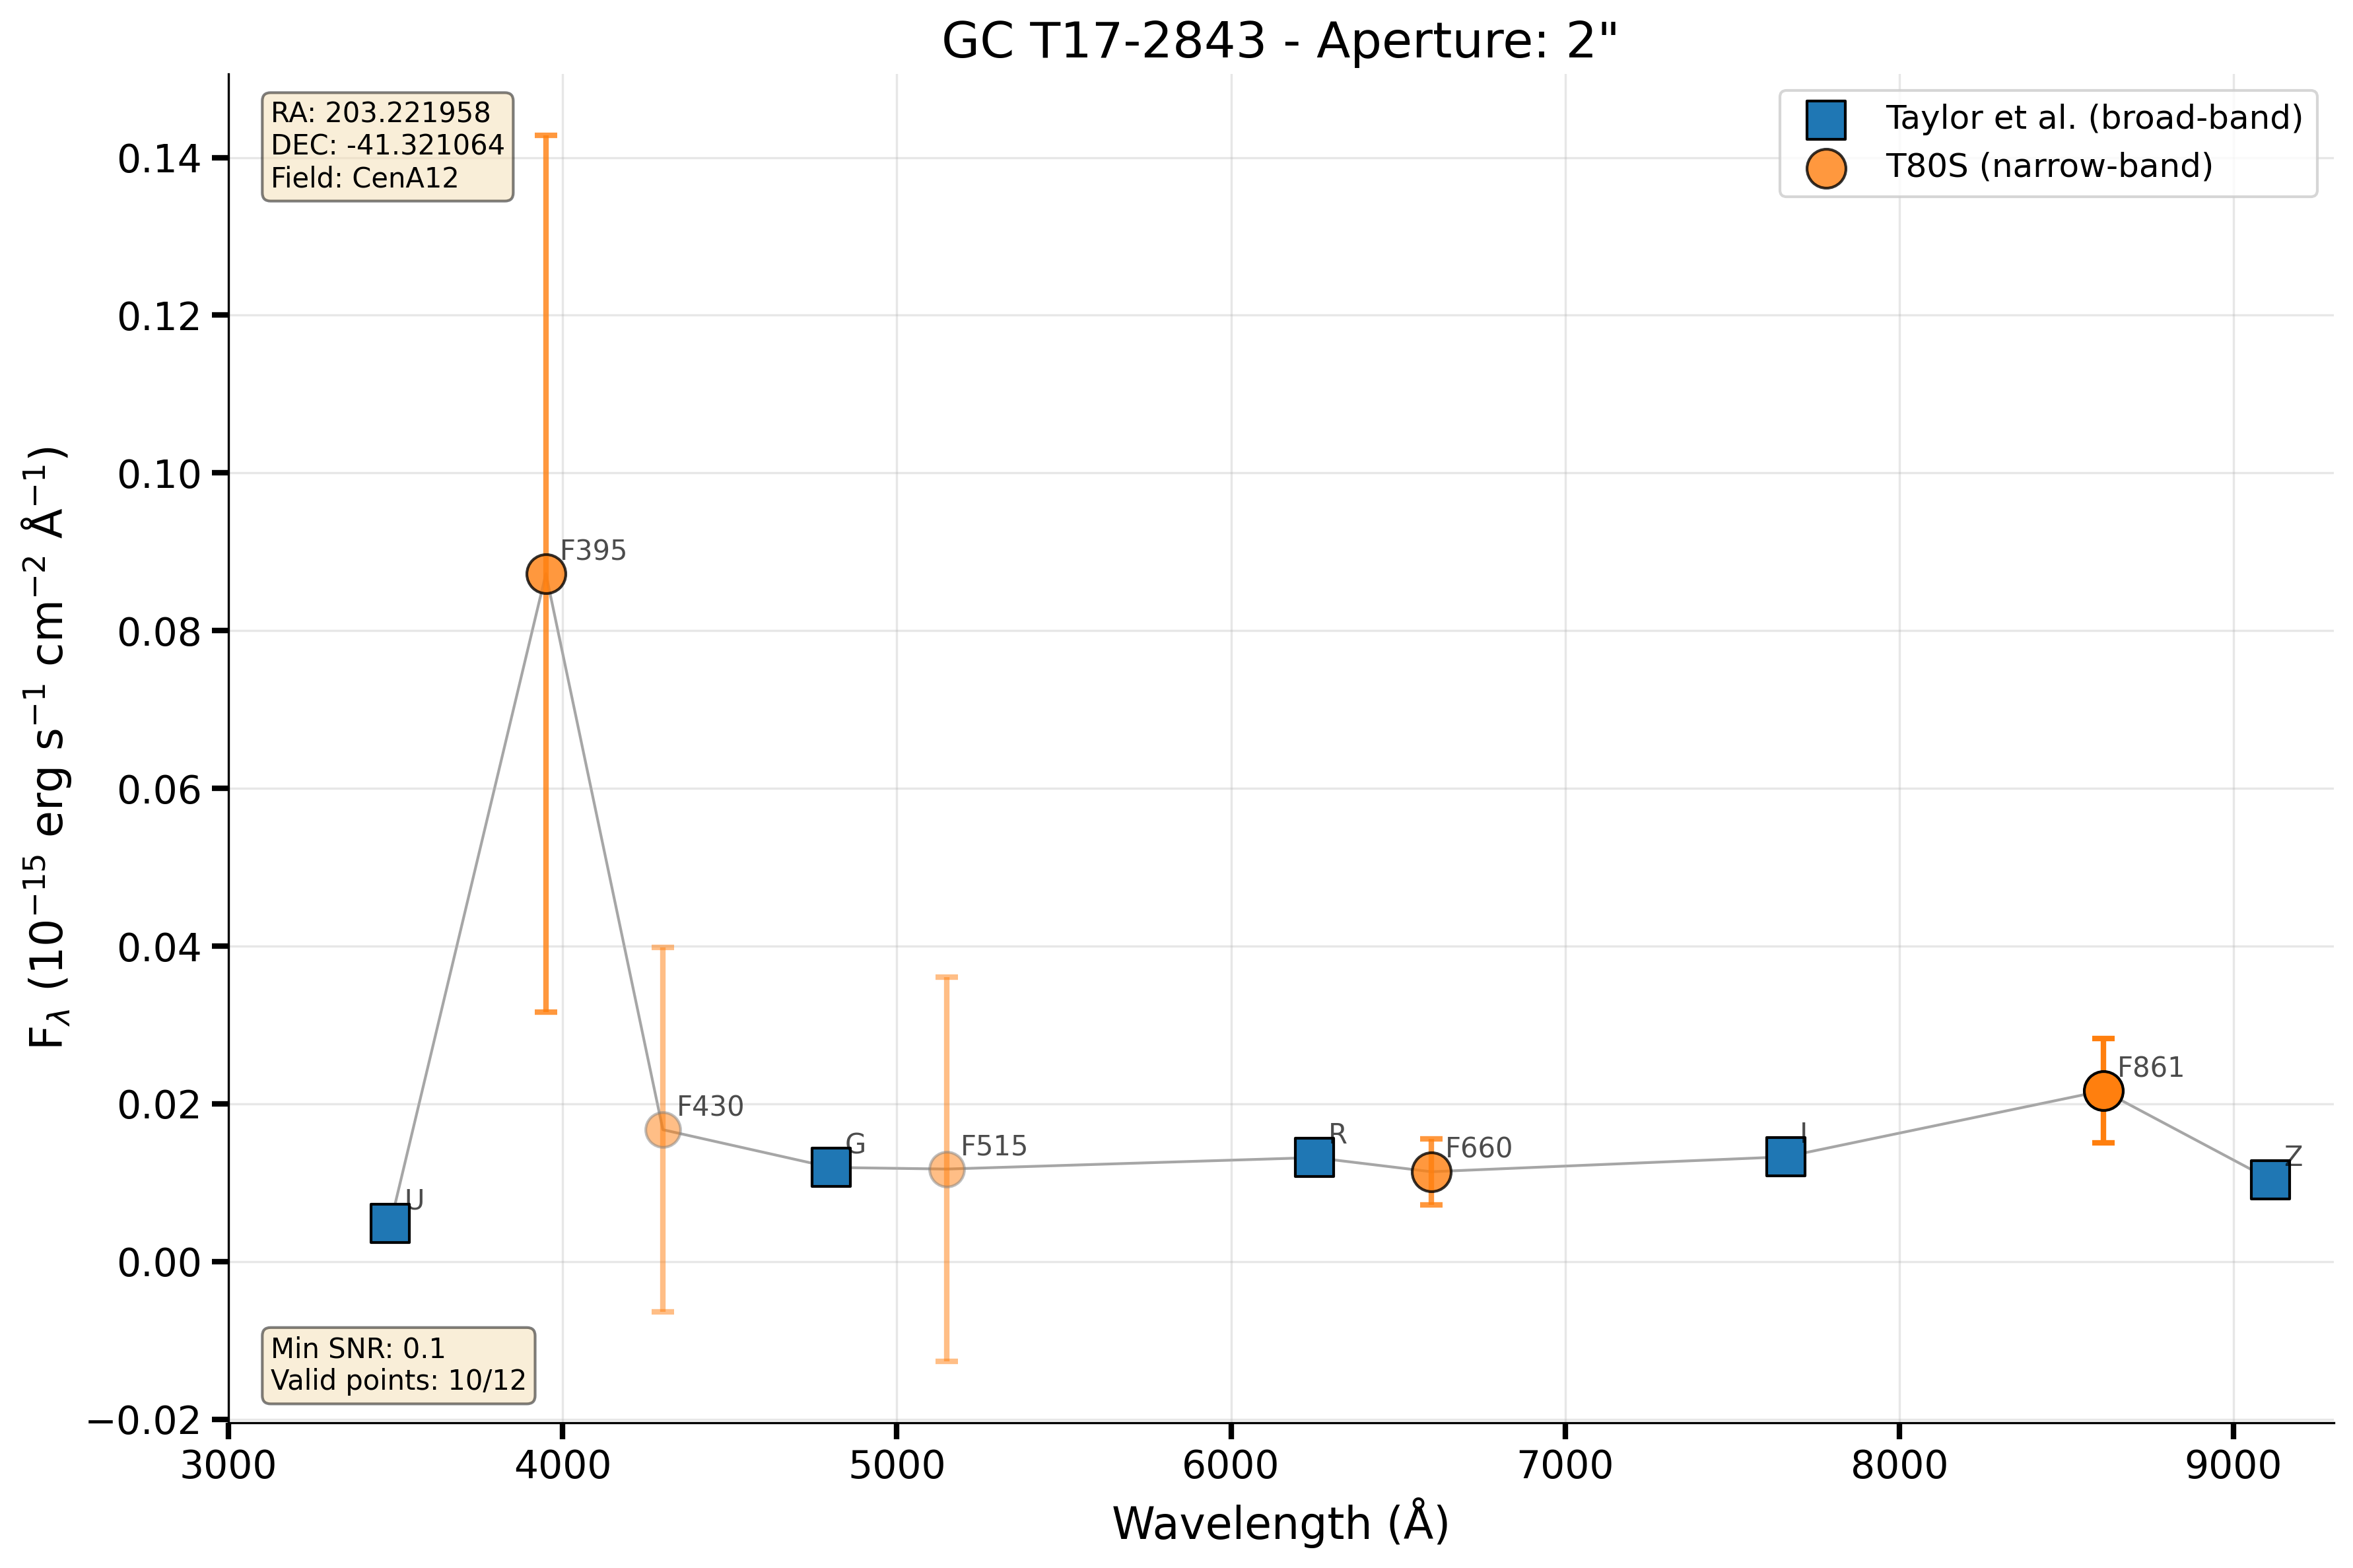 GC T17-2843 - Aperture: 2"
RA: 203.221958
DEC: -41.321064
Field: CenA12
Taylor et al. (broad-band)
T80S (narrow-band)
0.14
0.12
0.10
0.08
0.06
0.04
0.02
0.00
−0.02
F_λ (10⁻¹⁵ erg s⁻¹ cm⁻² Å⁻¹)
U
F395
F430
G
F515
R
F660
I
F861
Z
Min SNR: 0.1
Valid points: 10/12
3000 4000 5000 6000 7000 8000 9000
Wavelength (Å)